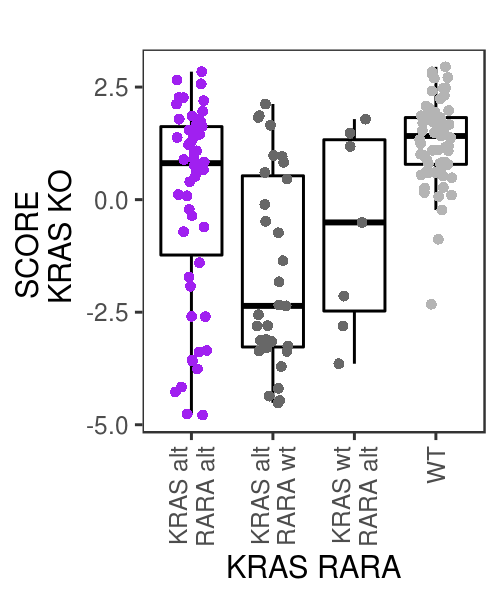 SCORE
KRAS KO
2.5
0.0
-2.5
-5.0
KRAS alt
RARA alt
KRAS alt
RARA wt
KRAS wt
RARA alt
WT
KRAS RARA